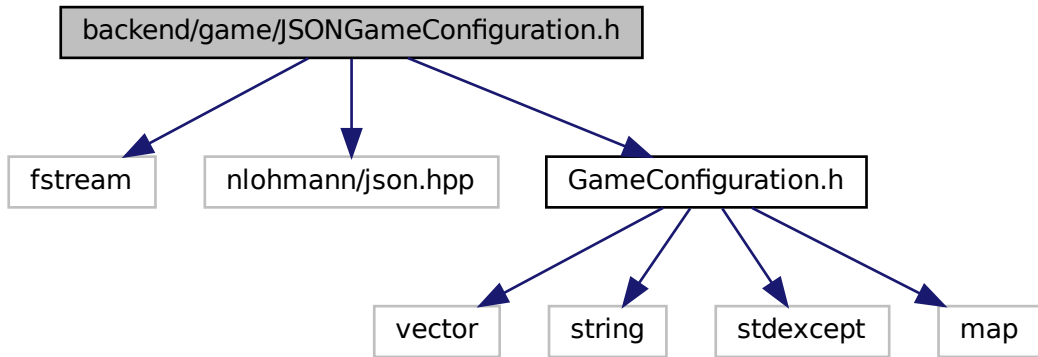 backend/game/JSONGameConfiguration.h
fstream
nlohmann/json.hpp
GameConfiguration.h
vector
string
stdexcept
map